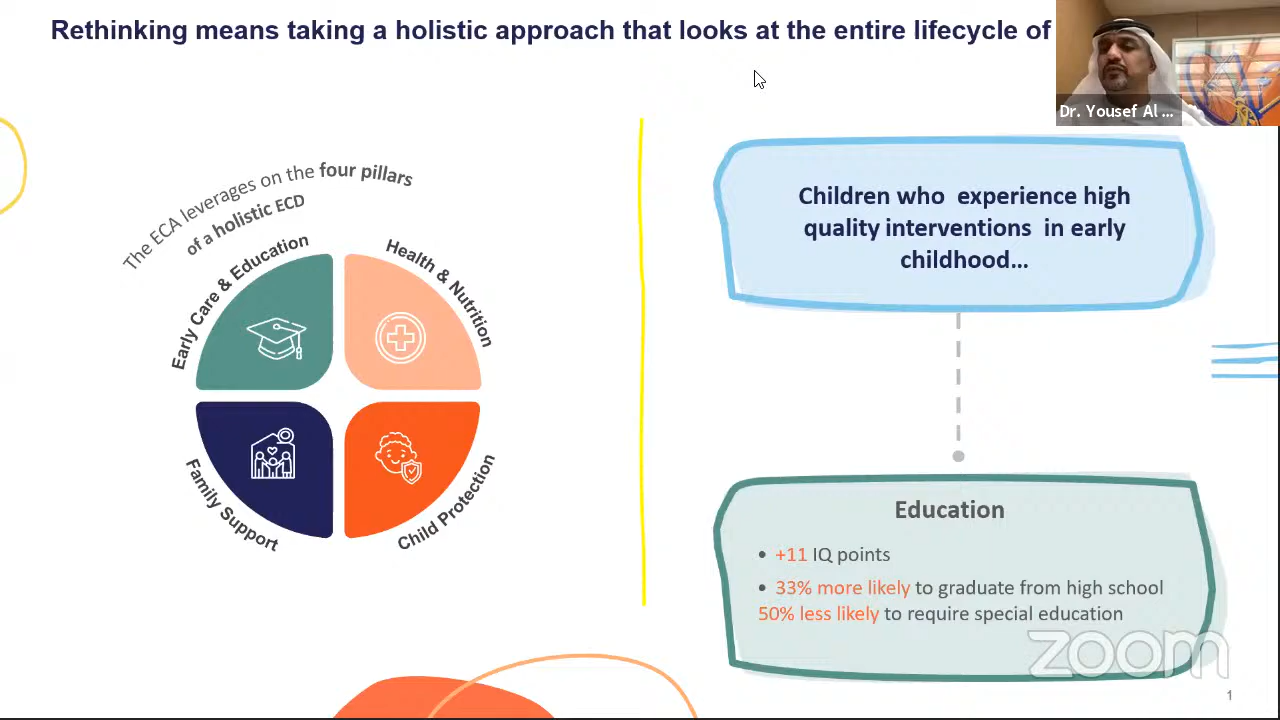 Rethinking means taking a holistic approach that looks at the entire lifecycle of
Dr. Yousef Al ...
The ECA leverages on the four pillars
of a holistic ECD
Early Care & Education
Health & Nutrition
Family Support
Child Protection
Children who experience high
quality interventions in early
childhood...
Education
• +11 IQ points
• 33% more likely to graduate from high school
50% less likely to require special education
zoom
1